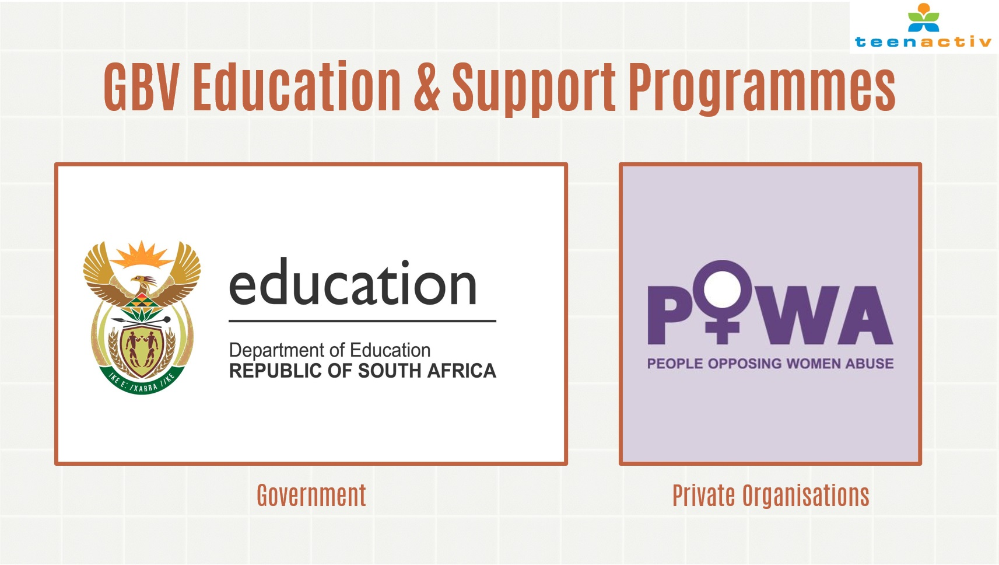 teenactiv
GBV Education & Support Programmes
education
Department of Education
REPUBLIC OF SOUTH AFRICA
!KE E: /XARRA //KE
POWA
PEOPLE OPPOSING WOMEN ABUSE
Government
Private Organisations